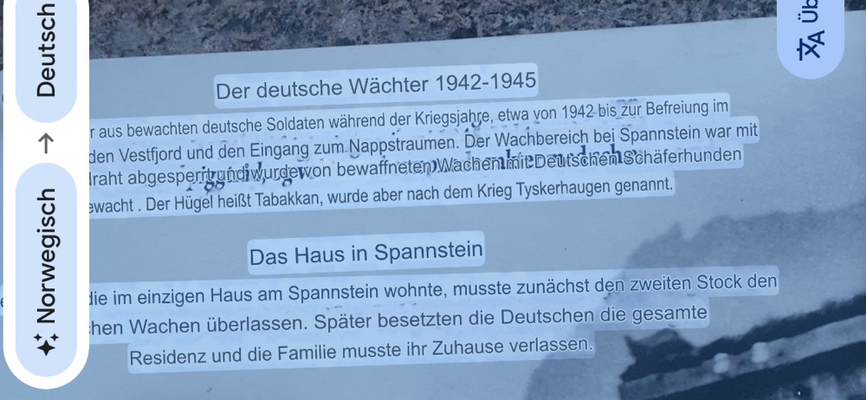 Norwegisch → Deutsch
Üb
Der deutsche Wächter 1942-1945
r aus bewachten deutsche Soldaten während der Kriegsjahre, etwa von 1942 bis zur Befreiung im
den Vestfjord und den Eingang zum Nappstraumen. Der Wachbereich bei Spannstein war mit
draht abgesperrt und wurde von bewaffneten Wachen mit Deutschen Schäferhunden
ewacht . Der Hügel heißt Tabakkan, wurde aber nach dem Krieg Tyskerhaugen genannt.
Das Haus in Spannstein
die im einzigen Haus am Spannstein wohnte, musste zunächst den zweiten Stock den
chen Wachen überlassen. Später besetzten die Deutschen die gesamte
Residenz und die Familie musste ihr Zuhause verlassen.